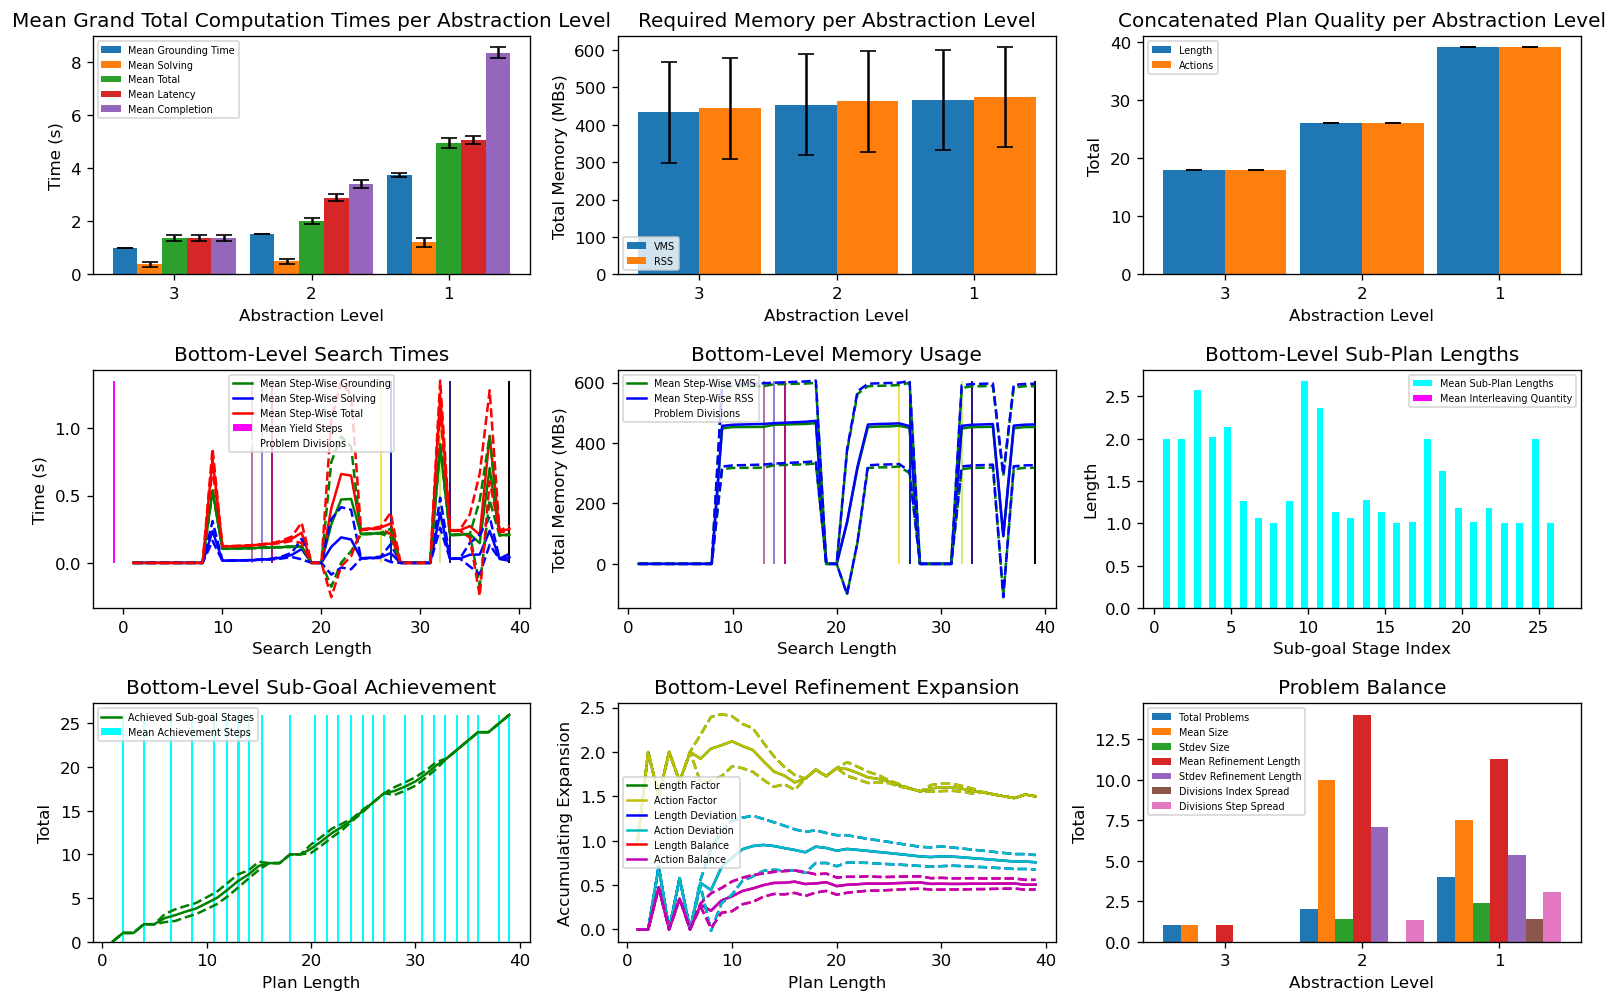 Mean Grand Total Computation Times per Abstraction Level
Mean Grounding Time
Mean Solving
Mean Total
Mean Latency
Mean Completion
8
6
4
2
0
Time (s)
3 2 1
Abstraction Level
Required Memory per Abstraction Level
600
500
400
300
200
100
0
Total Memory (MBs)
VMS
RSS
3 2 1
Abstraction Level
Concatenated Plan Quality per Abstraction Level
Length
Actions
40
30
20
10
0
Total
3 2 1
Abstraction Level
Bottom-Level Search Times
Mean Step-Wise Grounding
Mean Step-Wise Solving
Mean Step-Wise Total
Mean Yield Steps
Problem Divisions
1.0
0.5
0.0
Time (s)
0 10 20 30 40
Search Length
Bottom-Level Memory Usage
Mean Step-Wise VMS
Mean Step-Wise RSS
Problem Divisions
600
400
200
0
Total Memory (MBs)
0 10 20 30 40
Search Length
Bottom-Level Sub-Plan Lengths
Mean Sub-Plan Lengths
Mean Interleaving Quantity
2.5
2.0
1.5
1.0
0.5
0.0
Length
0 5 10 15 20 25
Sub-goal Stage Index
Bottom-Level Sub-Goal Achievement
Achieved Sub-goal Stages
Mean Achievement Steps
25
20
15
10
5
0
Total
0 10 20 30 40
Plan Length
Bottom-Level Refinement Expansion
2.5
2.0
1.5
1.0
0.5
0.0
Accumulating Expansion
Length Factor
Action Factor
Length Deviation
Action Deviation
Length Balance
Action Balance
0 10 20 30 40
Plan Length
Problem Balance
Total Problems
Mean Size
Stdev Size
Mean Refinement Length
Stdev Refinement Length
Divisions Index Spread
Divisions Step Spread
12.5
10.0
7.5
5.0
2.5
0.0
Total
3 2 1
Abstraction Level